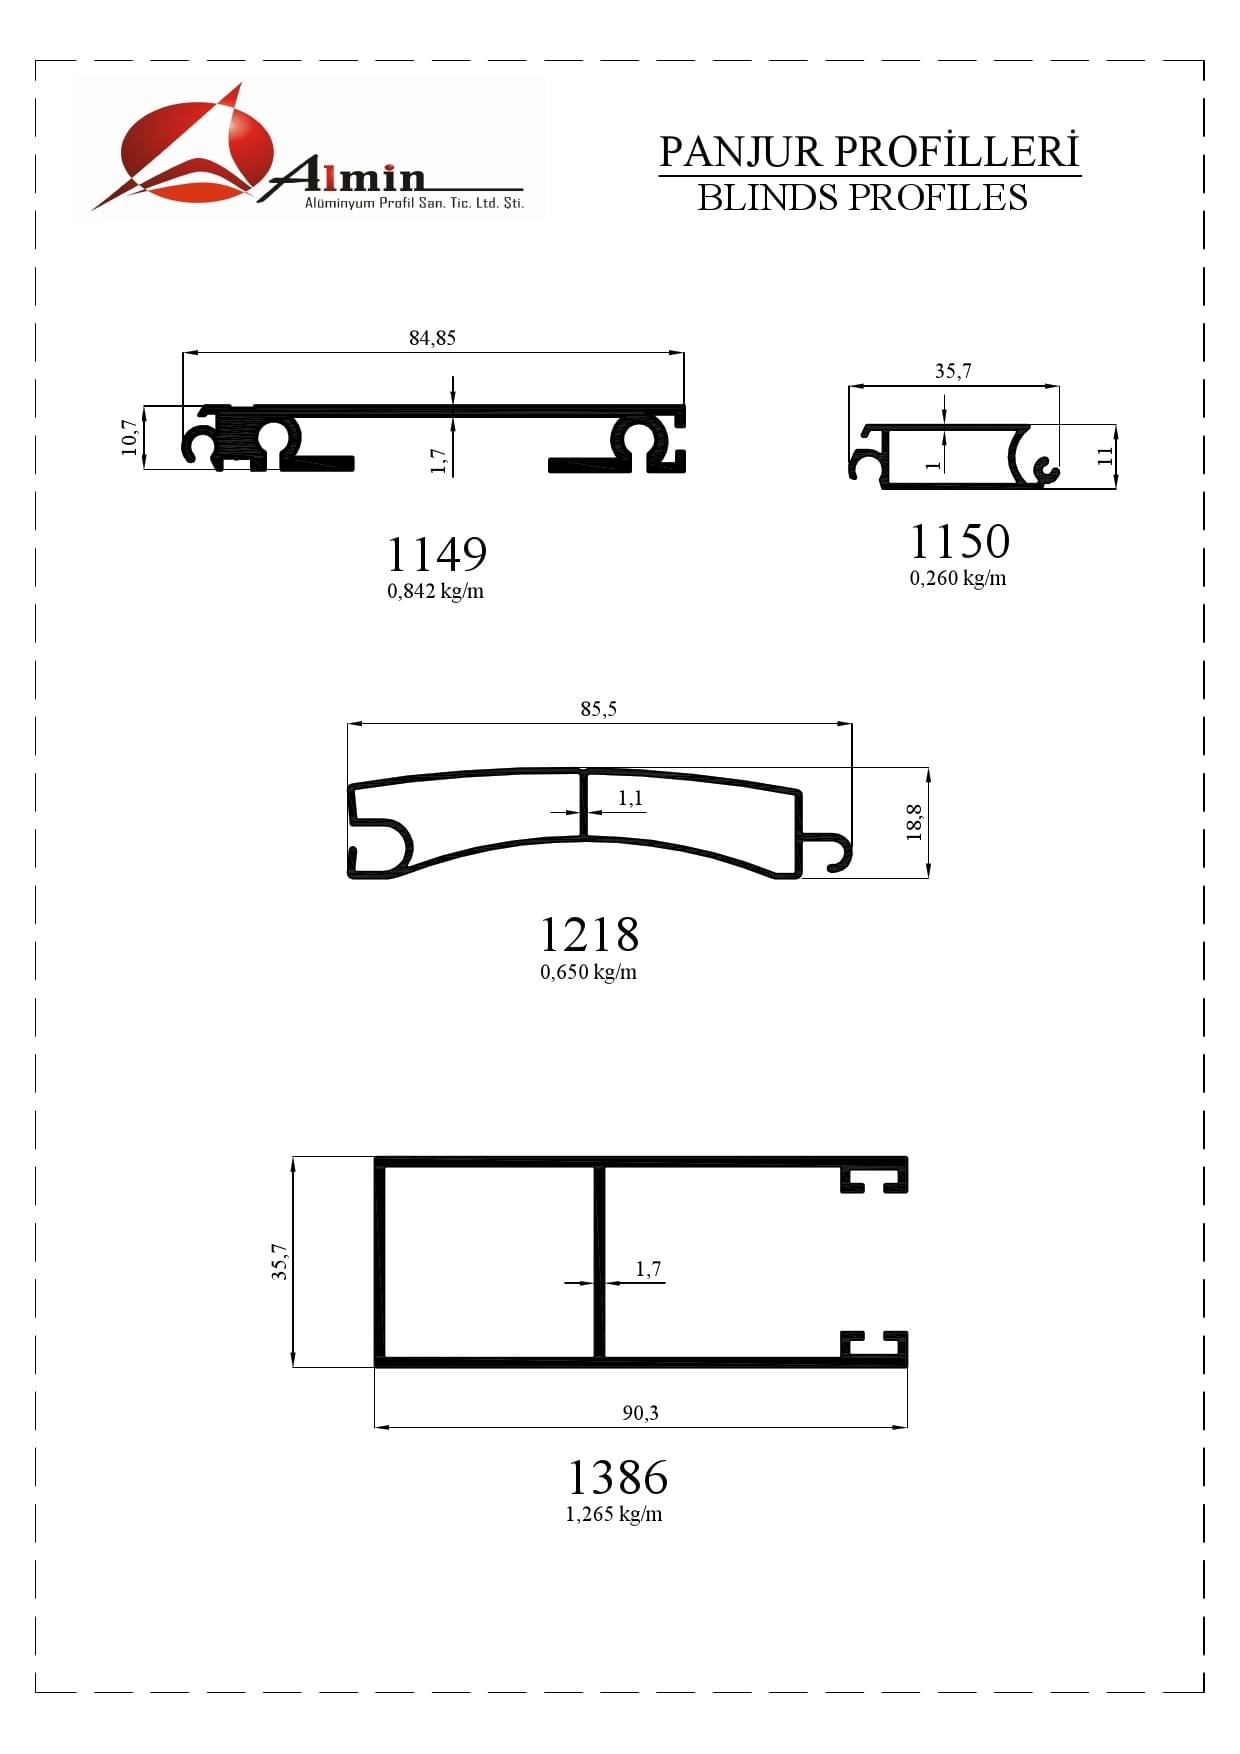 Almin
Alüminyum Profil San. Tic. Ltd. Şti.
PANJUR PROFİLLERİ
BLINDS PROFILES
84,85
10,7
1,7
1149
0,842 kg/m
35,7
1
11
1150
0,260 kg/m
85,5
1,1
18,8
1218
0,650 kg/m
35,7
1,7
90,3
1386
1,265 kg/m